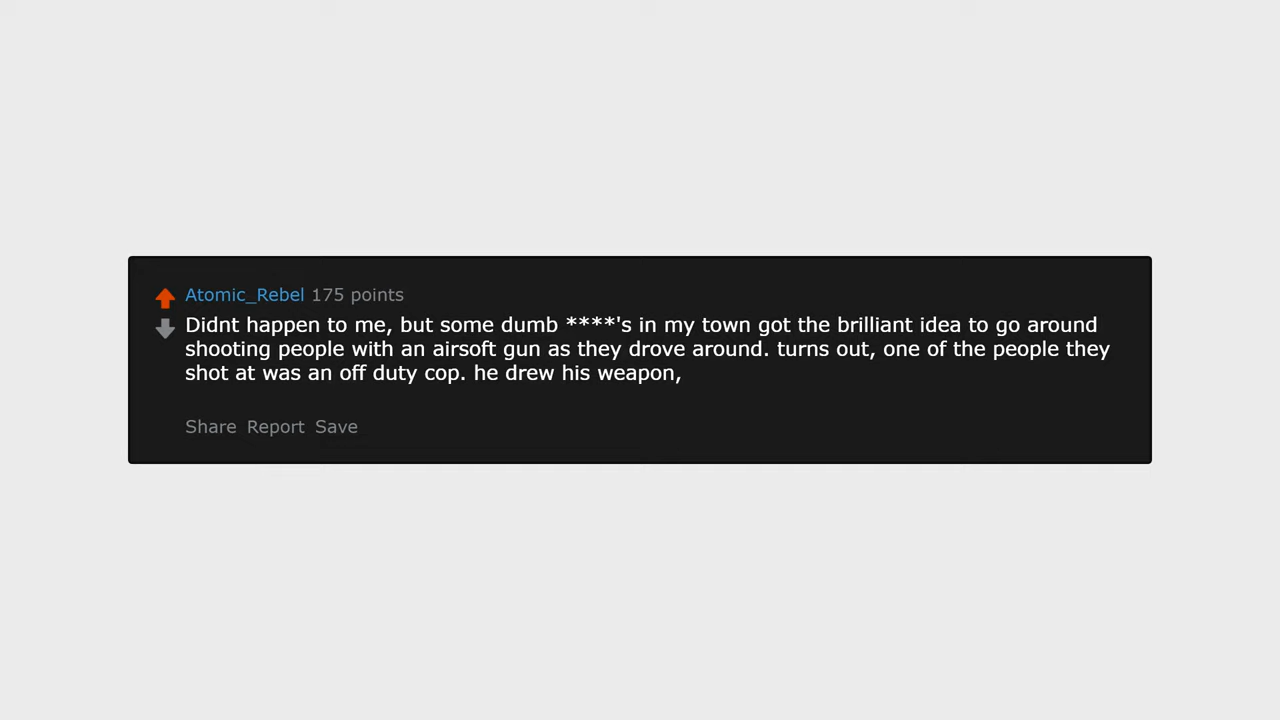 Atomic_Rebel 175 points
Didnt happen to me, but some dumb ****'s in my town got the brilliant idea to go around
shooting people with an airsoft gun as they drove around. turns out, one of the people they
shot at was an off duty cop. he drew his weapon,
Share Report Save